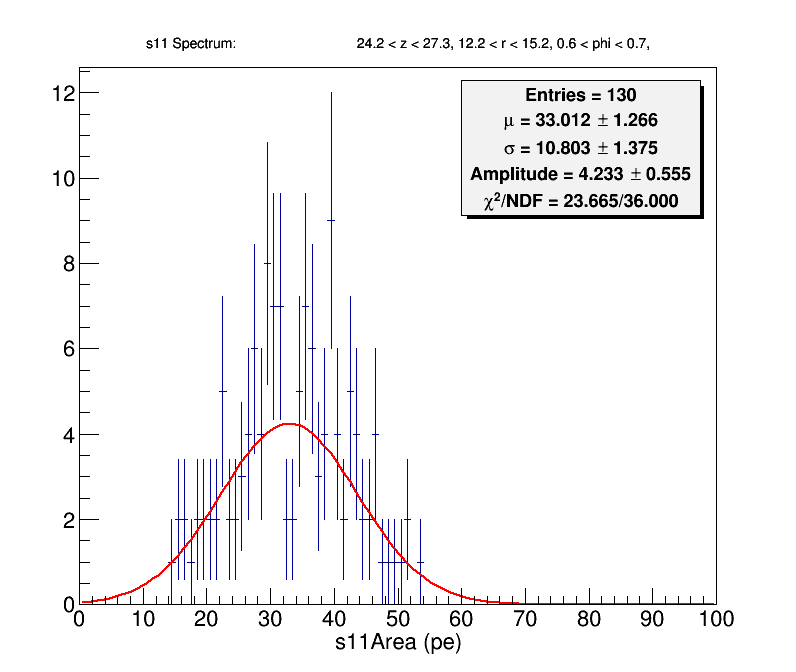 s11 Spectrum: 24.2 < z < 27.3, 12.2 < r < 15.2, 0.6 < phi < 0.7,
Entries = 130
μ = 33.012 ± 1.266
σ = 10.803 ± 1.375
Amplitude = 4.233 ± 0.555
χ²/NDF = 23.665/36.000
12
10
8
6
4
2
0
0 10 20 30 40 50 60 70 80 90 100
s11Area (pe)